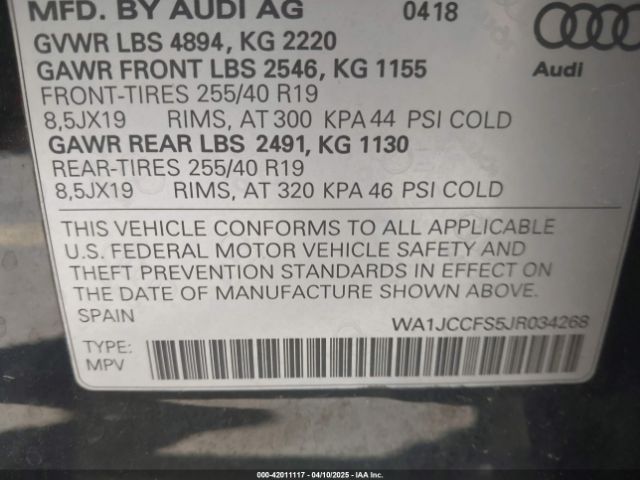 MFD. BY AUDI AG 0418
GVWR LBS 4894, KG 2220
GAWR FRONT LBS 2546, KG 1155
Audi
FRONT-TIRES 255/40 R19
8,5JX19 RIMS, AT 300 KPA 44 PSI COLD
GAWR REAR LBS 2491, KG 1130
REAR-TIRES 255/40 R19
8,5JX19 RIMS, AT 320 KPA 46 PSI COLD
THIS VEHICLE CONFORMS TO ALL APPLICABLE
U.S. FEDERAL MOTOR VEHICLE SAFETY AND
THEFT PREVENTION STANDARDS IN EFFECT ON
THE DATE OF MANUFACTURE SHOWN ABOVE.
SPAIN
WA1JCCFS5JR034268
TYPE:
MPV
000-42011117 - 04/10/2025 - IAA Inc.